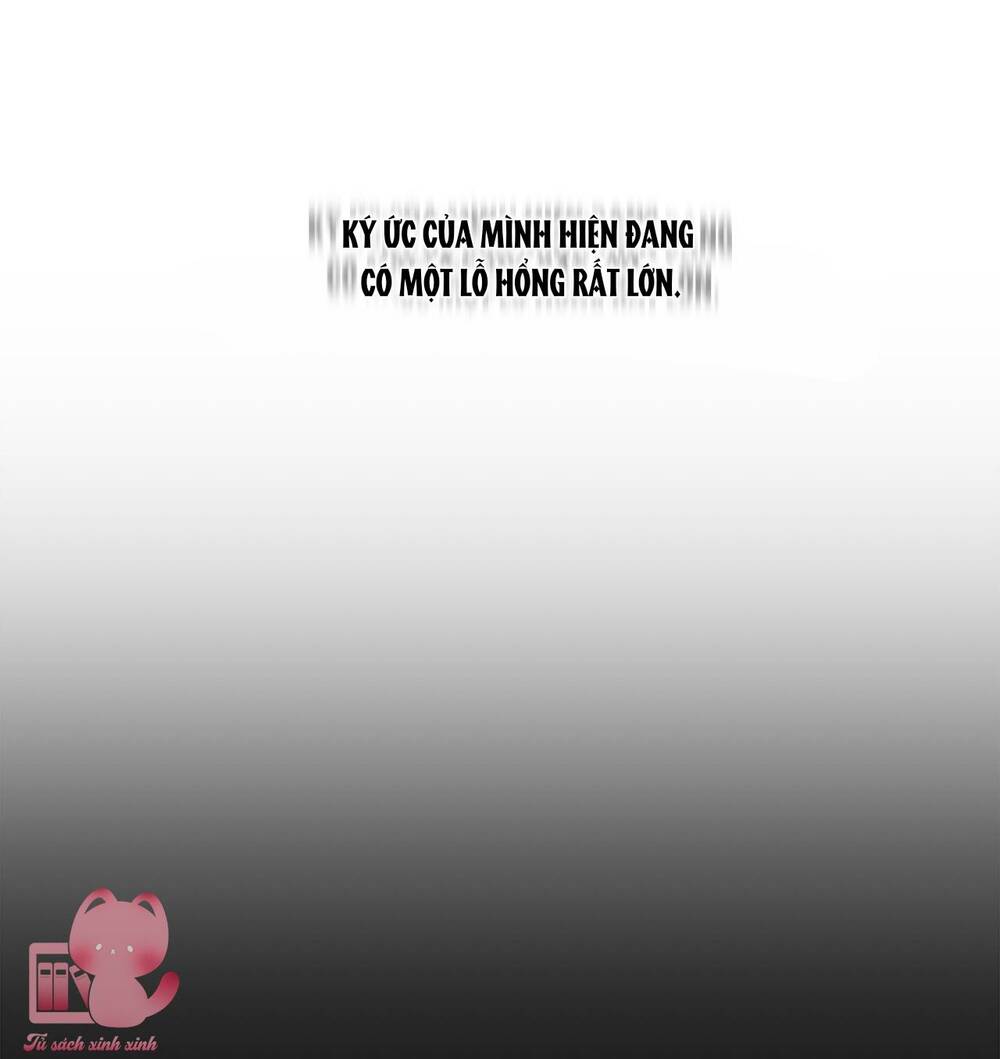 KÝ ỨC CỦA MÌNH HIỆN ĐANG
CÓ MỘT LỖ HỔNG RẤT LỚN.
Tủ sách xinh xinh